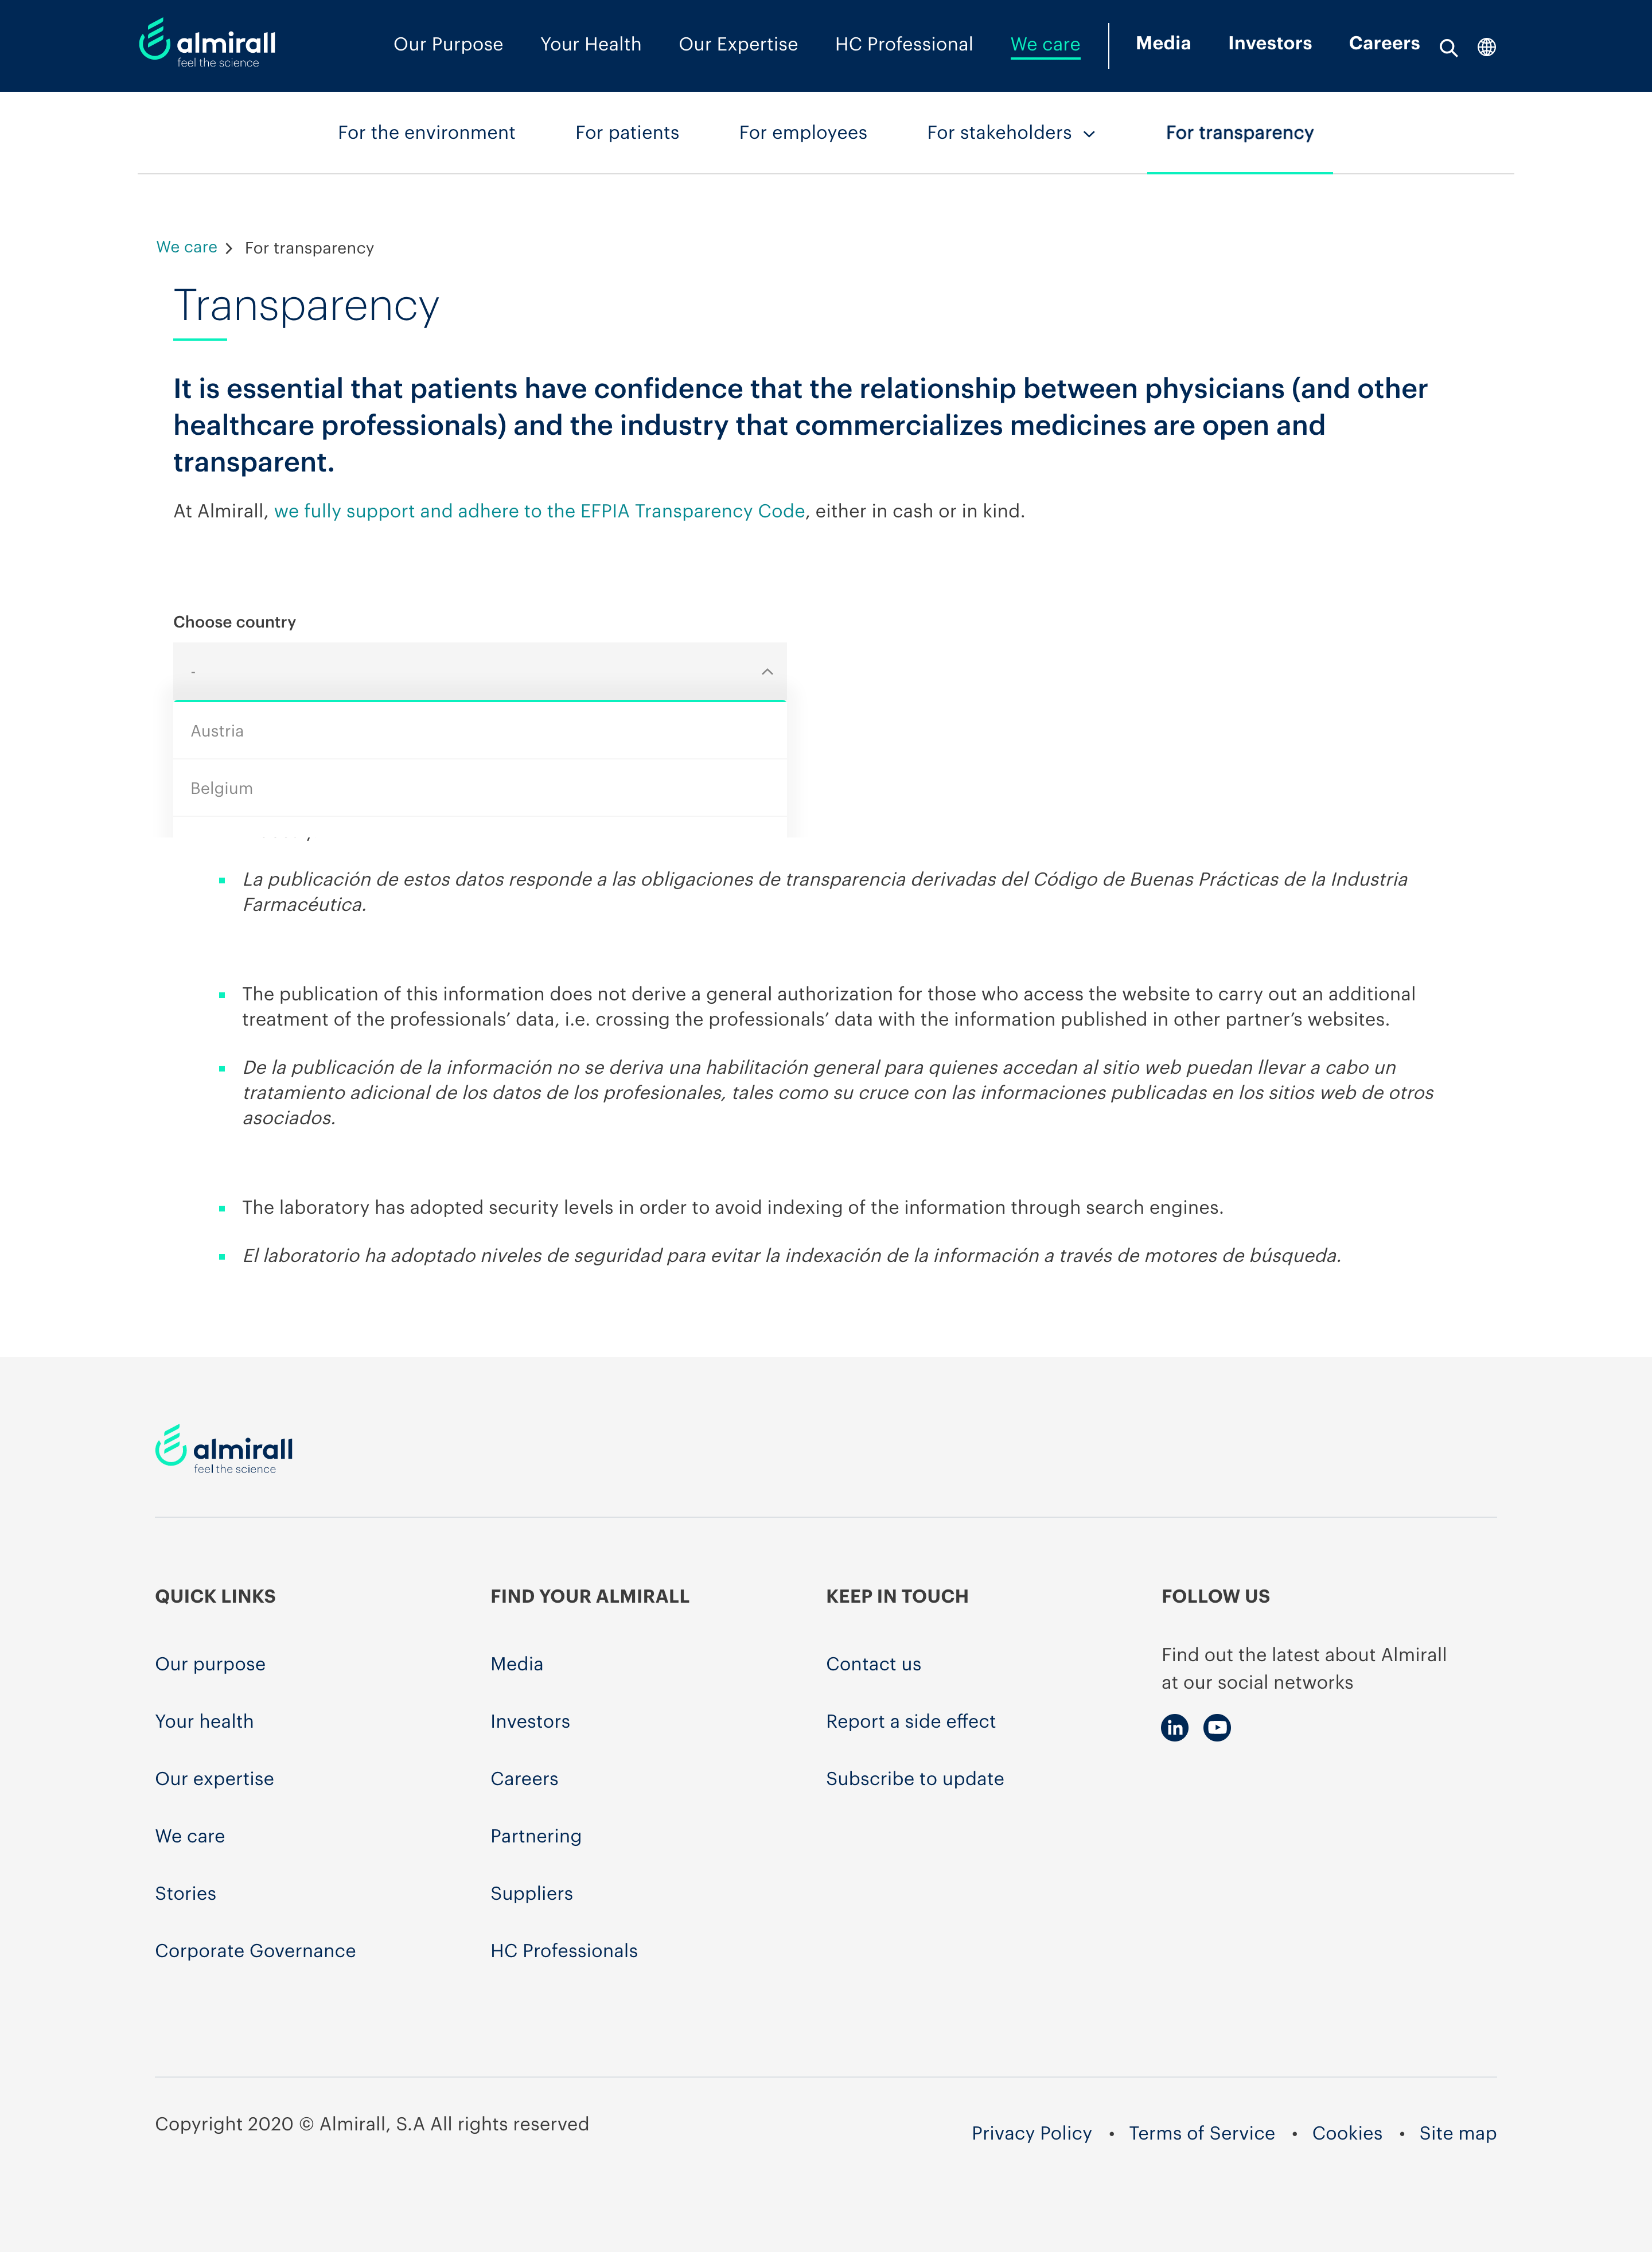 almirall
feel the science
Our Purpose
Your Health
Our Expertise
HC Professional
We care
Media
Investors
Careers
For the environment
For patients
For employees
For stakeholders
For transparency
We care
For transparency
Transparency
It is essential that patients have confidence that the relationship between physicians (and other
healthcare professionals) and the industry that commercializes medicines are open and
transparent.
At Almirall, we fully support and adhere to the EFPIA Transparency Code, either in cash or in kind.
Choose country
-
Austria
Belgium
La publicación de estos datos responde a las obligaciones de transparencia derivadas del Código de Buenas Prácticas de la Industria
Farmacéutica.
The publication of this information does not derive a general authorization for those who access the website to carry out an additional
treatment of the professionals’ data, i.e. crossing the professionals’ data with the information published in other partner’s websites.
De la publicación de la información no se deriva una habilitación general para quienes accedan al sitio web puedan llevar a cabo un
tratamiento adicional de los datos de los profesionales, tales como su cruce con las informaciones publicadas en los sitios web de otros
asociados.
The laboratory has adopted security levels in order to avoid indexing of the information through search engines.
El laboratorio ha adoptado niveles de seguridad para evitar la indexación de la información a través de motores de búsqueda.
almirall
feel the science
QUICK LINKS
Our purpose
Your health
Our expertise
We care
Stories
Corporate Governance
FIND YOUR ALMIRALL
Media
Investors
Careers
Partnering
Suppliers
HC Professionals
KEEP IN TOUCH
Contact us
Report a side effect
Subscribe to update
FOLLOW US
Find out the latest about Almirall
at our social networks
in
Copyright 2020 © Almirall, S.A All rights reserved
Privacy Policy • Terms of Service • Cookies • Site map